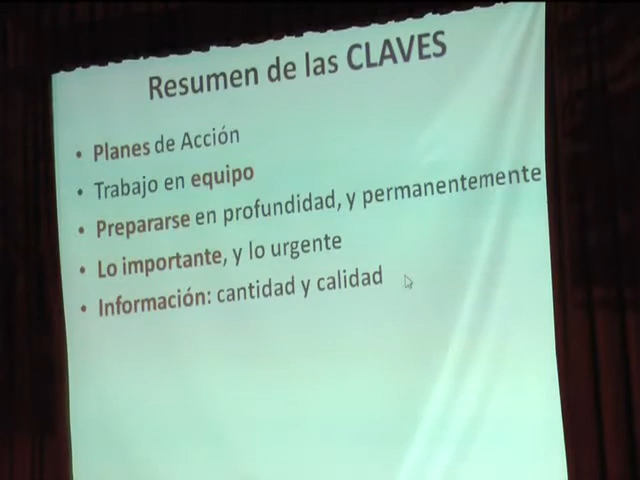 Resumen de las CLAVES
• Planes de Acción
• Trabajo en equipo
• Prepararse en profundidad, y permanentemente
• Lo importante, y lo urgente
• Información: cantidad y calidad